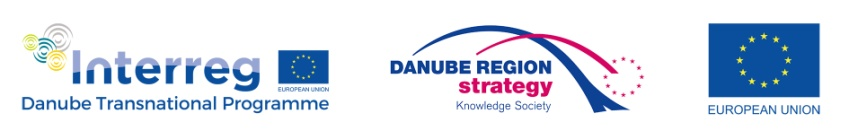 Interreg
EUROPEAN UNION
Danube Transnational Programme
DANUBE REGION
strategy
Knowledge Society
EUROPEAN UNION